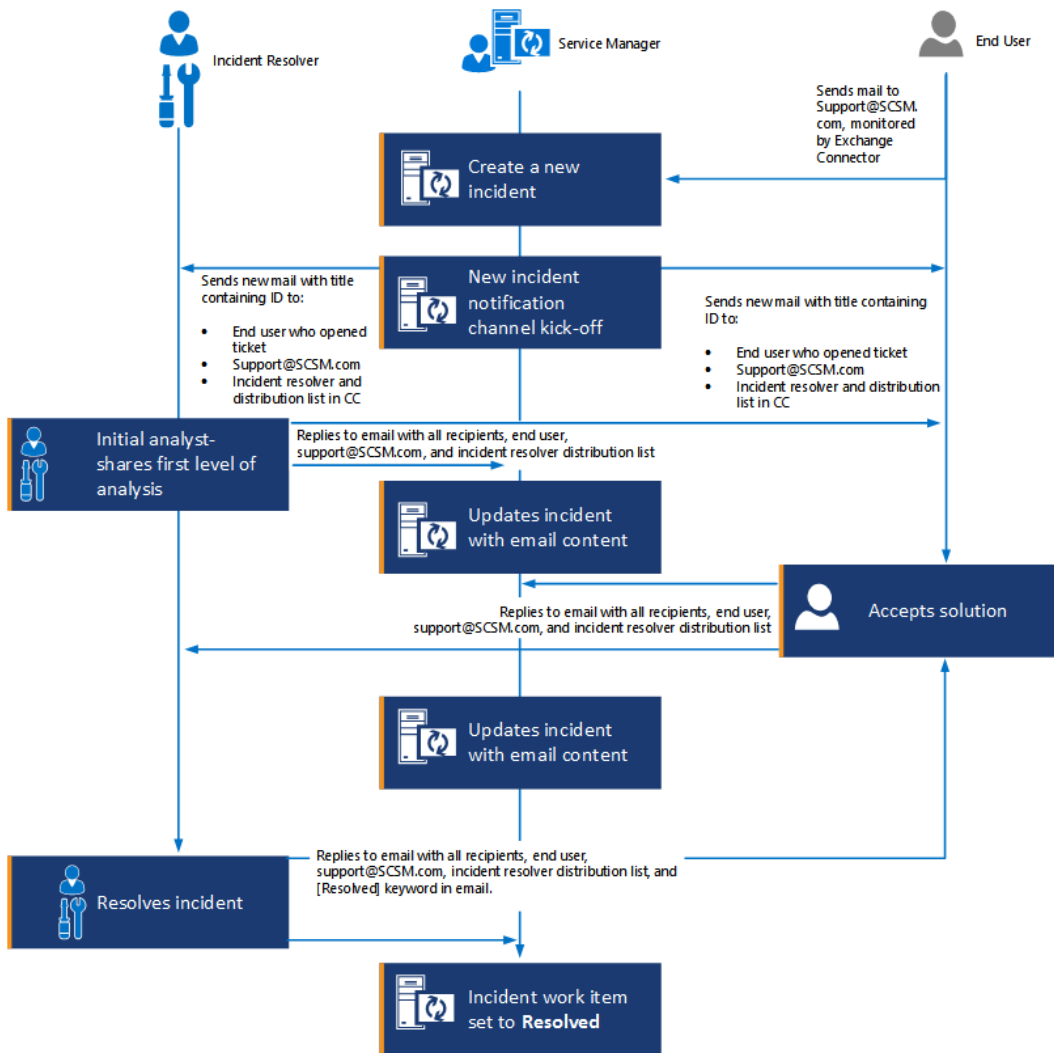 Incident Resolver
Service Manager
End User
Sends mail to
Support@SCSM.
com, monitored
by Exchange
Connector
Create a new
incident
Sends new mail with title
containing ID to:
• End user who opened
ticket
• Support@SCSM.com
• Incident resolver and
distribution list in CC
New incident
notification
channel kick-off
Sends new mail with title containing
ID to:
• End user who opened ticket
• Support@SCSM.com
• Incident resolver and distribution
list in CC
Initial analyst-
shares first level of
analysis
Replies to email with all recipients, end user,
support@SCSM.com, and incident resolver distribution list
Updates incident
with email content
Accepts solution
Replies to email with all recipients, end user,
support@SCSM.com, and incident resolver distribution list
Updates incident
with email content
Resolves incident
Replies to email with all recipients, end user,
support@SCSM.com, incident resolver distribution list, and
[Resolved] keyword in email.
Incident work item
set to Resolved